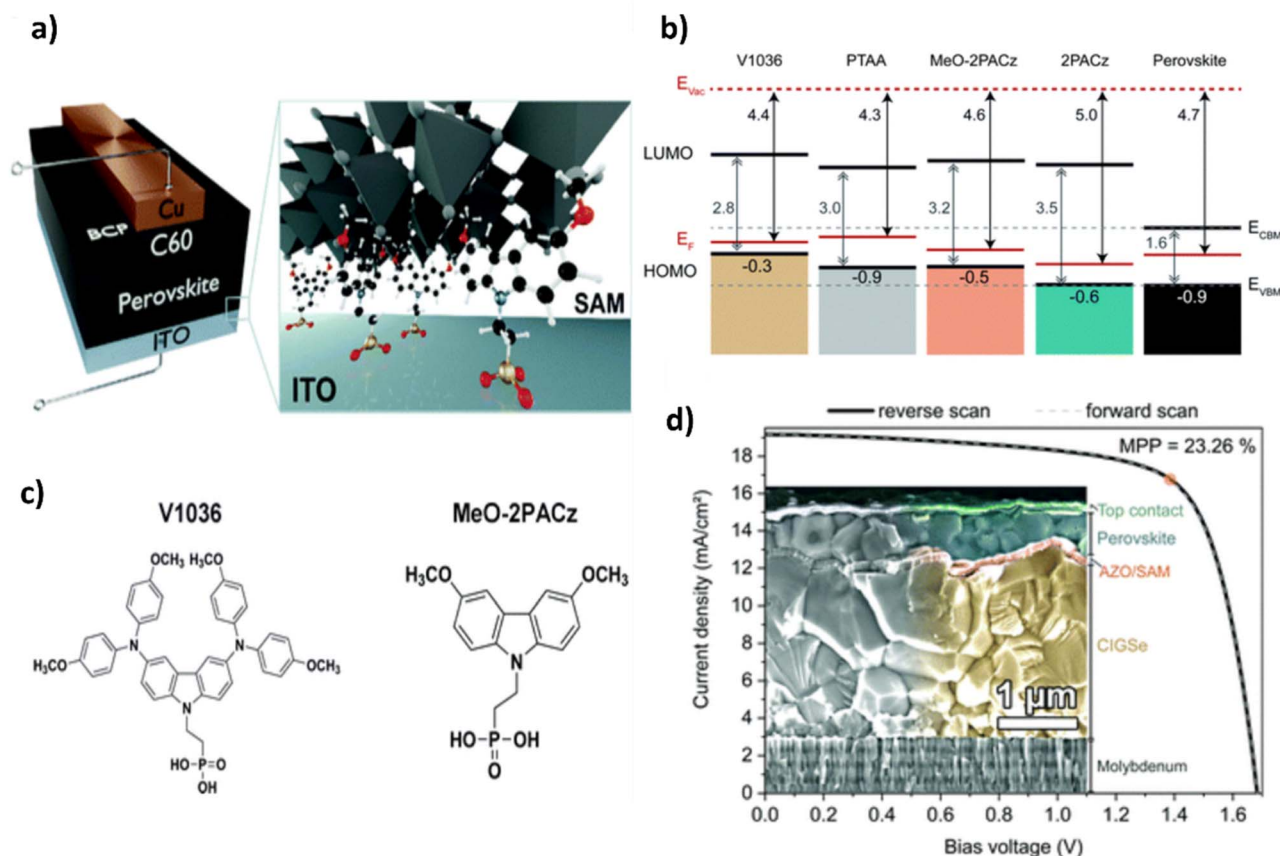 a)
Cu
BCP
C60
Perovskite
ITO
SAM
ITO
b)
V1036 PTAA MeO-2PACz 2PACz Perovskite
EVac
4.4 4.3 4.6 5.0 4.7
LUMO
2.8 3.0 3.2 3.5 1.6
ECBM
EF
HOMO
-0.3 -0.9 -0.5 -0.6 -0.9
EVBM
c)
V1036
OCH₃ H₃CO
H₃CO N N OCH₃
N
HO-P=O
OH
MeO-2PACz
H₃CO OCH₃
N
HO-P-OH
O
d)
reverse scan forward scan
MPP = 23.26 %
Top contact
Perovskite
AZO/SAM
CIGSe
1 µm
Molybdenum
Current density (mA/cm²)
18
16
14
12
10
8
6
4
2
0
0.0 0.2 0.4 0.6 0.8 1.0 1.2 1.4 1.6
Bias voltage (V)